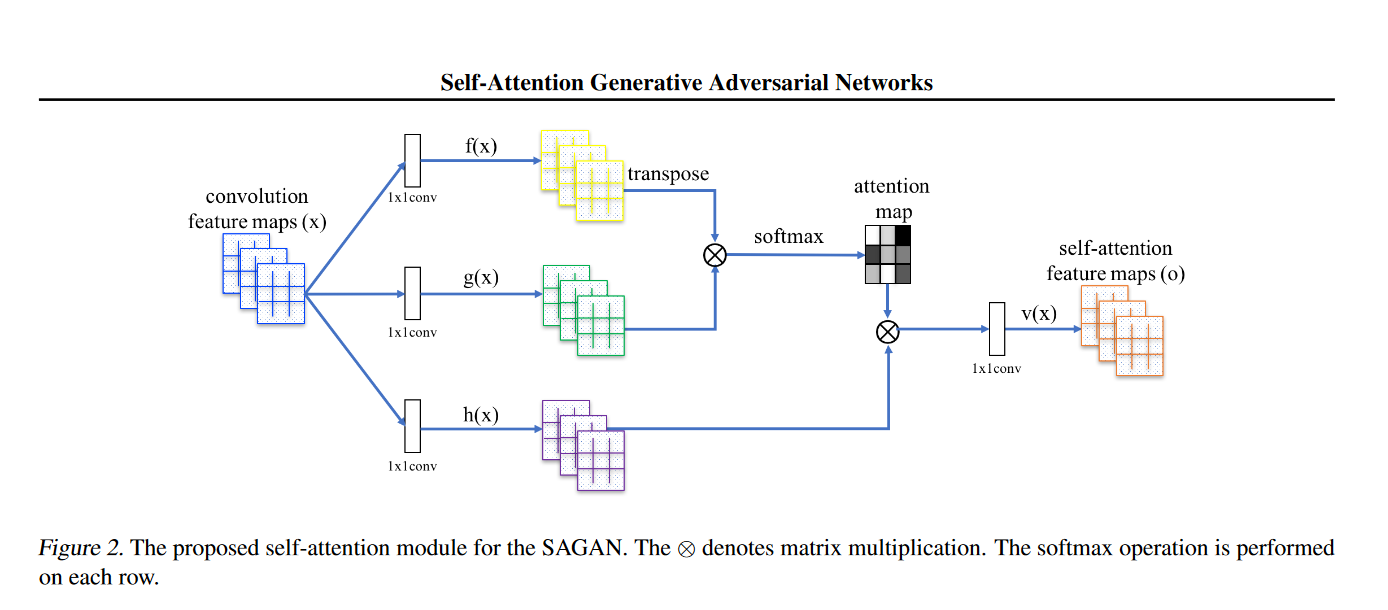 Self-Attention Generative Adversarial Networks
convolution
feature maps (x)
f(x)
1x1conv
transpose
g(x)
1x1conv
h(x)
1x1conv
softmax
attention
map
v(x)
1x1conv
self-attention
feature maps (o)
Figure 2. The proposed self-attention module for the SAGAN. The ⊗ denotes matrix multiplication. The softmax operation is performed
on each row.